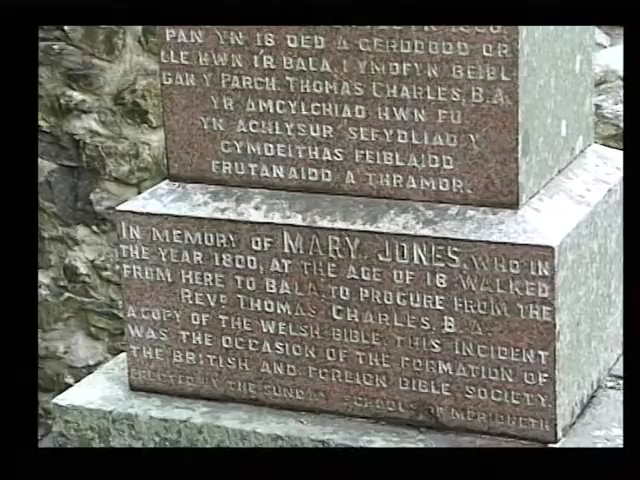 PAN YN 16 OED A GERDDODD OR
LLE HWN I'R BALA, I YMOFYN BEIBL
GAN Y PARCH. THOMAS CHARLES, B.A.
YR AMGYLCHIAD HWN FU
YN ACHLYSUR SEFYDLIAD Y
GYMDEITHAS FEIBLAIDD
FRUTANAIDD A THRAMOR.
IN MEMORY OF MARY JONES, WHO IN
THE YEAR 1800, AT THE AGE OF 16 WALKED
FROM HERE TO BALA, TO PROCURE FROM THE
REVD. THOMAS CHARLES, B.A.
A COPY OF THE WELSH BIBLE. THIS INCIDENT
WAS THE OCCASION OF THE FORMATION OF
THE BRITISH AND FOREIGN BIBLE SOCIETY.
ERECTED BY THE SUNDAY SCHOOLS OF MERIONETH